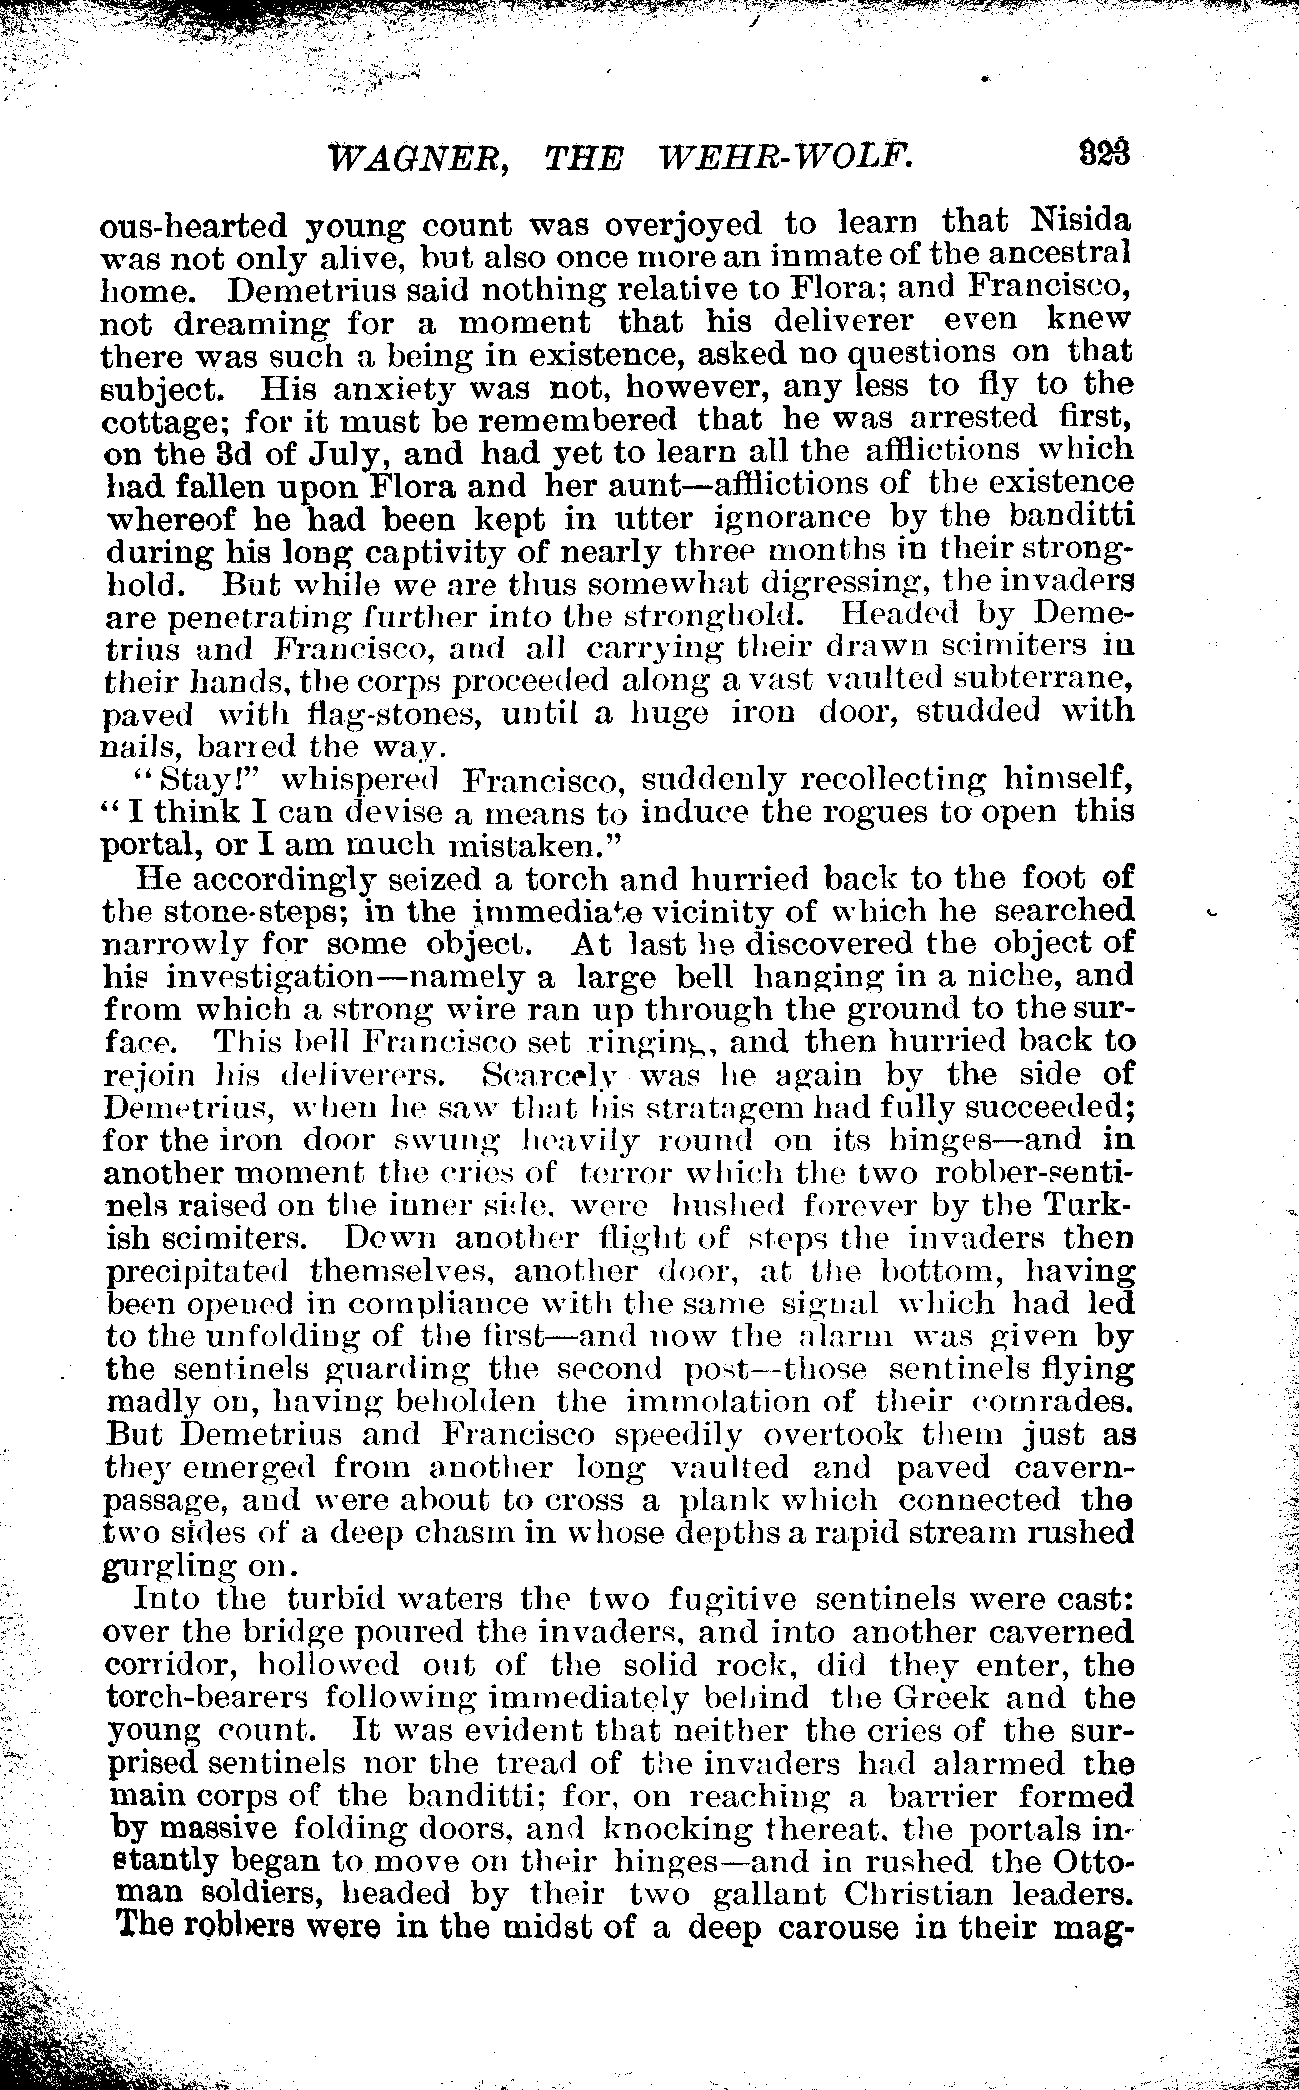 WAGNER, THE WEHR-WOLF. 323
ous-hearted young count was overjoyed to learn that Nisida
was not only alive, but also once more an inmate of the ancestral
home. Demetrius said nothing relative to Flora; and Francisco,
not dreaming for a moment that his deliverer even knew
there was such a being in existence, asked no questions on that
subject. His anxiety was not, however, any less to fly to the
cottage; for it must be remembered that he was arrested first,
on the 3d of July, and had yet to learn all the afflictions which
had fallen upon Flora and her aunt—afflictions of the existence
whereof he had been kept in utter ignorance by the banditti
during his long captivity of nearly three months in their strong-
hold. But while we are thus somewhat digressing, the invaders
are penetrating further into the stronghold. Headed by Deme-
trius and Francisco, and all carrying their drawn scimiters in
their hands, the corps proceeded along a vast vaulted subterrane,
paved with flag-stones, until a huge iron door, studded with
nails, barred the way.
"Stay!" whispered Francisco, suddenly recollecting himself,
"I think I can devise a means to induce the rogues to open this
portal, or I am much mistaken."
He accordingly seized a torch and hurried back to the foot of
the stone-steps; in the immediate vicinity of which he searched
narrowly for some object. At last he discovered the object of
his investigation—namely a large bell hanging in a niche, and
from which a strong wire ran up through the ground to the sur-
face. This bell Francisco set ringing, and then hurried back to
rejoin his deliverers. Scarcely was he again by the side of
Demetrius, when he saw that his stratagem had fully succeeded;
for the iron door swung heavily round on its hinges—and in
another moment the cries of terror which the two robber-senti-
nels raised on the inner side, were hushed forever by the Turk-
ish scimiters. Down another flight of steps the invaders then
precipitated themselves, another door, at the bottom, having
been opened in compliance with the same signal which had led
to the unfolding of the first—and now the alarm was given by
the sentinels guarding the second post—those sentinels flying
madly on, having beholden the immolation of their comrades.
But Demetrius and Francisco speedily overtook them just as
they emerged from another long vaulted and paved cavern-
passage, and were about to cross a plank which connected the
two sides of a deep chasm in whose depths a rapid stream rushed
gurgling on.
Into the turbid waters the two fugitive sentinels were cast:
over the bridge poured the invaders, and into another caverned
corridor, hollowed out of the solid rock, did they enter, the
torch-bearers following immediately behind the Greek and the
young count. It was evident that neither the cries of the sur-
prised sentinels nor the tread of the invaders had alarmed the
main corps of the banditti; for, on reaching a barrier formed
by massive folding doors, and knocking thereat, the portals in-
stantly began to move on their hinges—and in rushed the Otto-
man soldiers, headed by their two gallant Christian leaders.
The robbers were in the midst of a deep carouse in their mag-